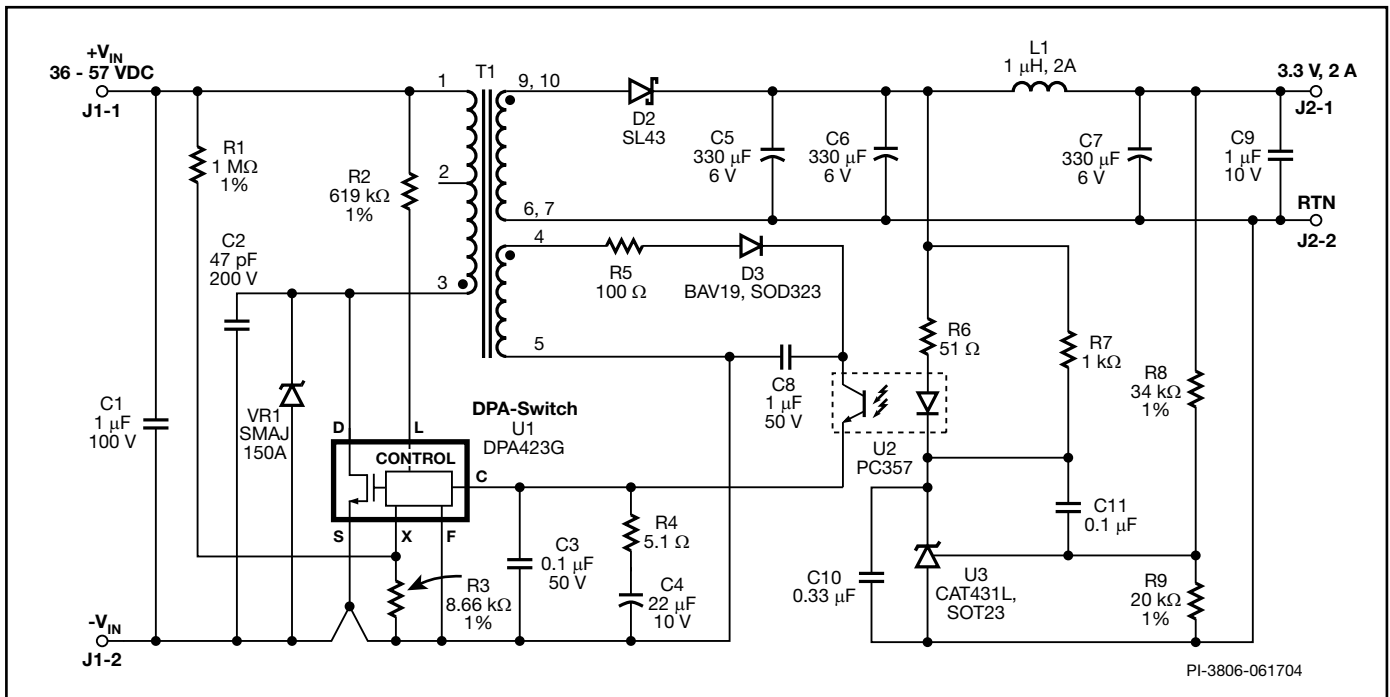 +V_IN
36 - 57 VDC
J1-1
R1
1 MΩ
1%
R2
619 kΩ
1%
C2
47 pF
200 V
C1
1 μF
100 V
VR1
SMAJ
150A
-V_IN
J1-2
T1
1
2
3
9, 10
6, 7
4
5
D2
SL43
C5
330 μF
6 V
C6
330 μF
6 V
L1
1 μH, 2A
C7
330 μF
6 V
C9
1 μF
10 V
3.3 V, 2 A
J2-1
RTN
J2-2
R5
100 Ω
D3
BAV19, SOD323
C8
1 μF
50 V
R6
51 Ω
R7
1 kΩ
R8
34 kΩ
1%
U2
PC357
DPA-Switch
U1
DPA423G
D
L
CONTROL
C
S
X
F
R3
8.66 kΩ
1%
C3
0.1 μF
50 V
R4
5.1 Ω
C4
22 μF
10 V
C10
0.33 μF
C11
0.1 μF
U3
CAT431L,
SOT23
R9
20 kΩ
1%
PI-3806-061704